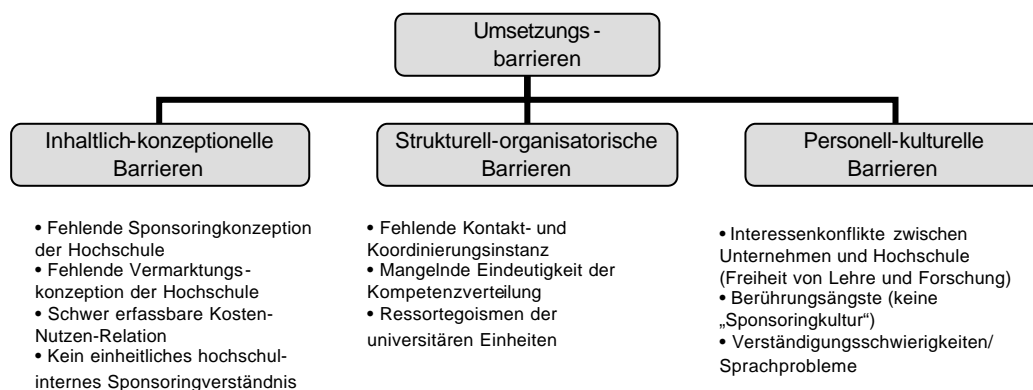 Umsetzungs-
barrieren
Inhaltlich-konzeptionelle
Barrieren
• Fehlende Sponsoringkonzeption
der Hochschule
• Fehlende Vermarktungs-
konzeption der Hochschule
• Schwer erfassbare Kosten-
Nutzen-Relation
• Kein einheitliches hochschul-
internes Sponsoringverständnis
Strukturell-organisatorische
Barrieren
• Fehlende Kontakt- und
Koordinierungsinstanz
• Mangelnde Eindeutigkeit der
Kompetenzverteilung
• Ressortegoismen der
universitären Einheiten
Personell-kulturelle
Barrieren
• Interessenkonflikte zwischen
Unternehmen und Hochschule
(Freiheit von Lehre und Forschung)
• Berührungsängste (keine
„Sponsoringkultur“)
• Verständigungsschwierigkeiten/
Sprachprobleme